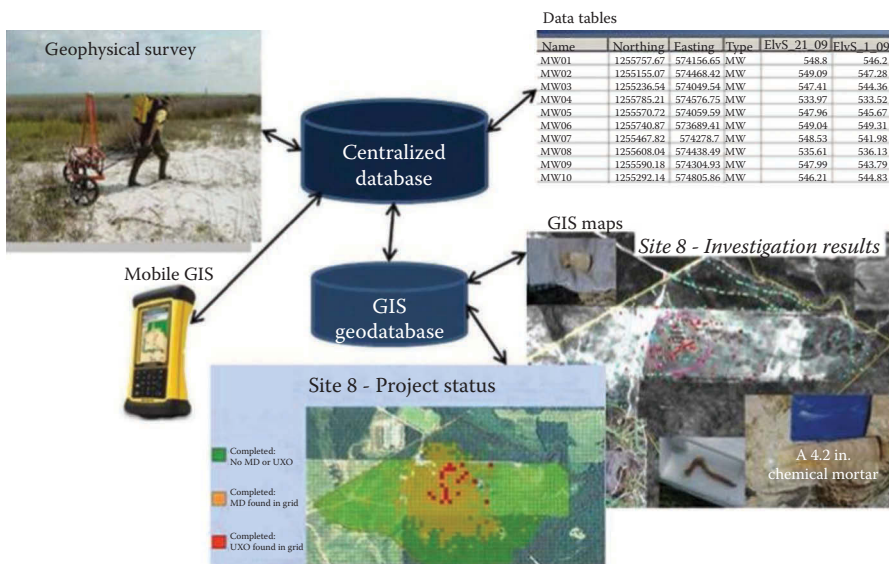 Data tables
Geophysical survey
Name Northing Easting Type ElvS_21_09 ElvS_1_09
MW01 1255757.67 574156.65 MW 548.8 546.2
MW02 1255155.07 574468.42 MW 549.09 547.28
MW03 1255236.54 574049.54 MW 547.41 544.36
MW04 1255785.21 574576.75 MW 533.97 533.52
MW05 1255570.72 574059.59 MW 547.96 545.67
MW06 1255740.87 573689.41 MW 549.04 549.31
MW07 1255467.82 574278.7 MW 548.53 541.98
MW08 1255608.04 574438.49 MW 535.61 536.13
MW09 1255590.18 574304.93 MW 547.99 543.79
MW10 1255292.14 574805.86 MW 546.21 544.83
Centralized
database
GIS maps
Site 8 - Investigation results
Mobile GIS
GIS
geodatabase
Site 8 - Project status
Completed:
No MD or UXO
Completed:
MD found in grid
Completed:
UXO found in grid
A 4.2 in.
chemical mortar